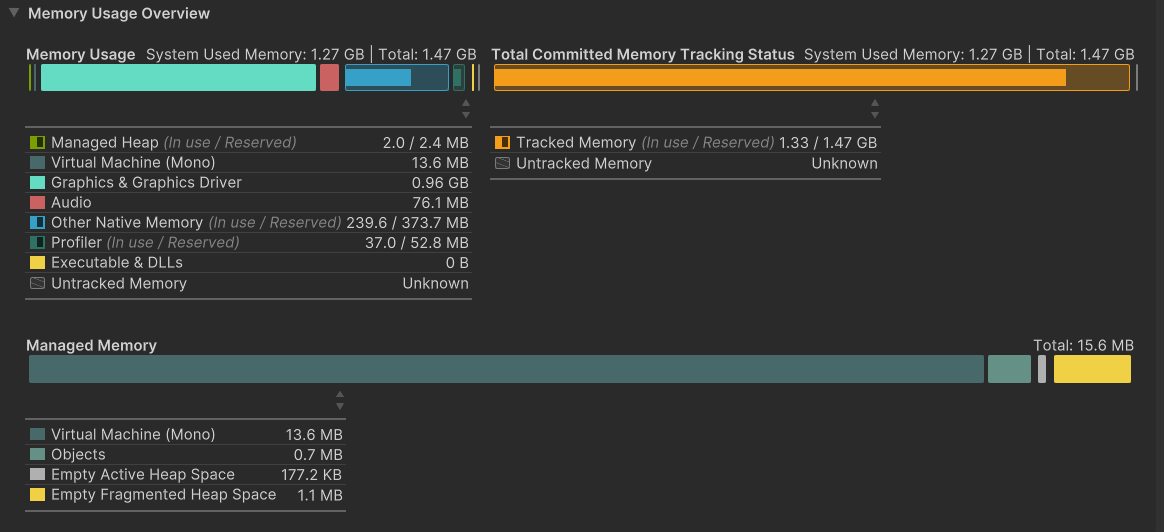 Memory Usage Overview
Memory Usage System Used Memory: 1.27 GB | Total: 1.47 GB
Managed Heap (In use / Reserved) 2.0 / 2.4 MB
Virtual Machine (Mono) 13.6 MB
Graphics & Graphics Driver 0.96 GB
Audio 76.1 MB
Other Native Memory (In use / Reserved) 239.6 / 373.7 MB
Profiler (In use / Reserved) 37.0 / 52.8 MB
Executable & DLLs 0 B
Untracked Memory Unknown
Total Committed Memory Tracking Status System Used Memory: 1.27 GB | Total: 1.47 GB
Tracked Memory (In use / Reserved) 1.33 / 1.47 GB
Untracked Memory Unknown
Managed Memory Total: 15.6 MB
Virtual Machine (Mono) 13.6 MB
Objects 0.7 MB
Empty Active Heap Space 177.2 KB
Empty Fragmented Heap Space 1.1 MB